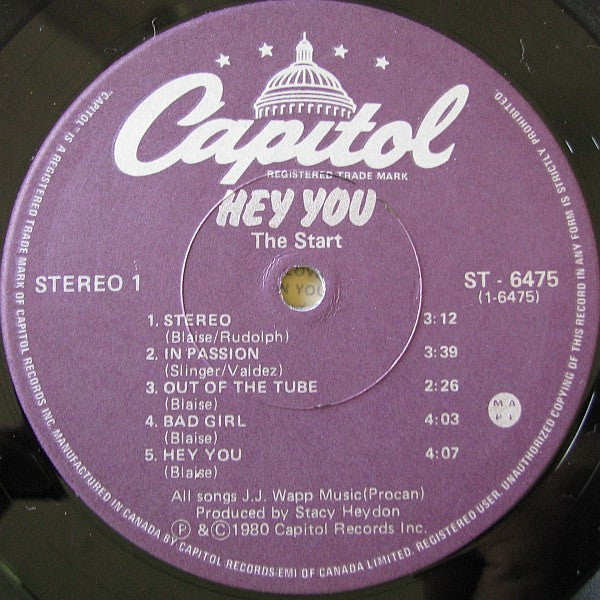 Capitol
REGISTERED TRADE MARK
HEY YOU
The Start
STEREO 1
ST - 6475
(1-6475)
YOU
1. STEREO 3:12
(Blaise/Rudolph)
2. IN PASSION 3:39
(Slinger/Valdez)
3. OUT OF THE TUBE 2:26
(Blaise)
4. BAD GIRL 4:03
(Blaise)
5. HEY YOU 4:07
(Blaise)
M A
P L
All songs J.J. Wapp Music(Procan)
Produced by Stacy Heydon
Ⓟ &©1980 Capitol Records Inc.
"CAPITOL" IS A REGISTERED TRADE MARK OF CAPITOL RECORDS INC. MANUFACTURED IN CANADA BY CAPITOL RECORDS-EMI OF CANADA LIMITED. REGISTERED USER. UNAUTHORIZED COPYING OF THIS RECORD IN ANY FORM IS STRICTLY PROHIBITED.